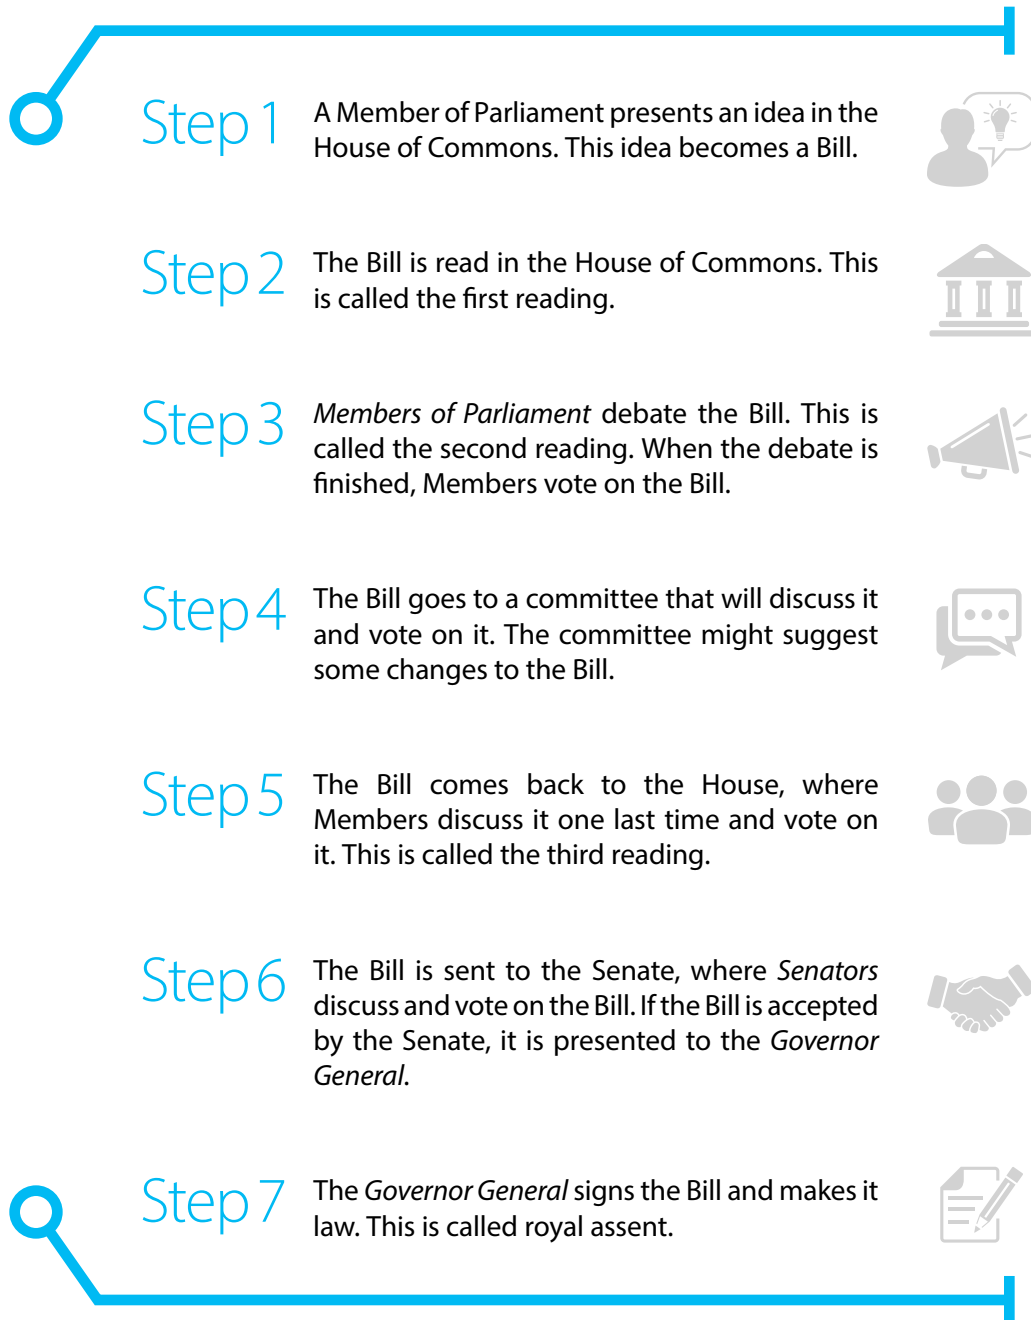 Step 1
A Member of Parliament presents an idea in the
House of Commons. This idea becomes a Bill.
Step 2
The Bill is read in the House of Commons. This
is called the first reading.
Step 3
Members of Parliament debate the Bill. This is
called the second reading. When the debate is
finished, Members vote on the Bill.
Step 4
The Bill goes to a committee that will discuss it
and vote on it. The committee might suggest
some changes to the Bill.
Step 5
The Bill comes back to the House, where
Members discuss it one last time and vote on
it. This is called the third reading.
Step 6
The Bill is sent to the Senate, where Senators
discuss and vote on the Bill. If the Bill is accepted
by the Senate, it is presented to the Governor
General.
Step 7
The Governor General signs the Bill and makes it
law. This is called royal assent.